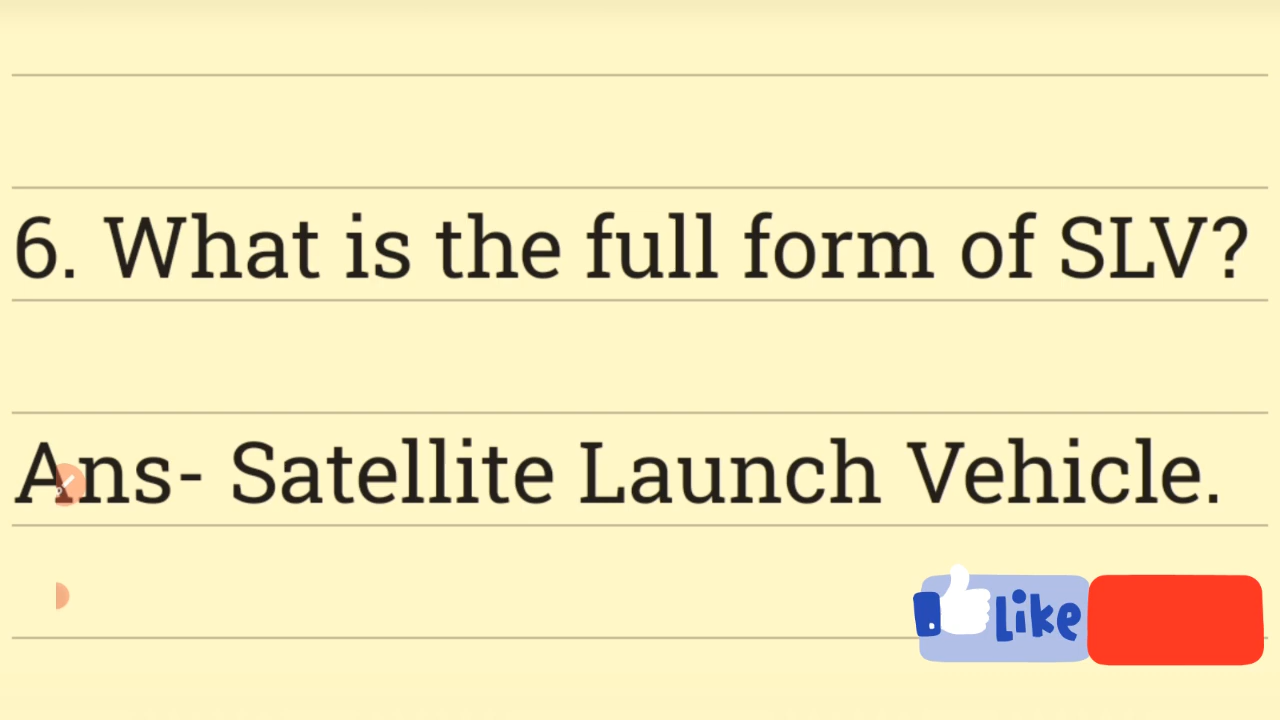 6. What is the full form of SLV?
Ans- Satellite Launch Vehicle.
Like